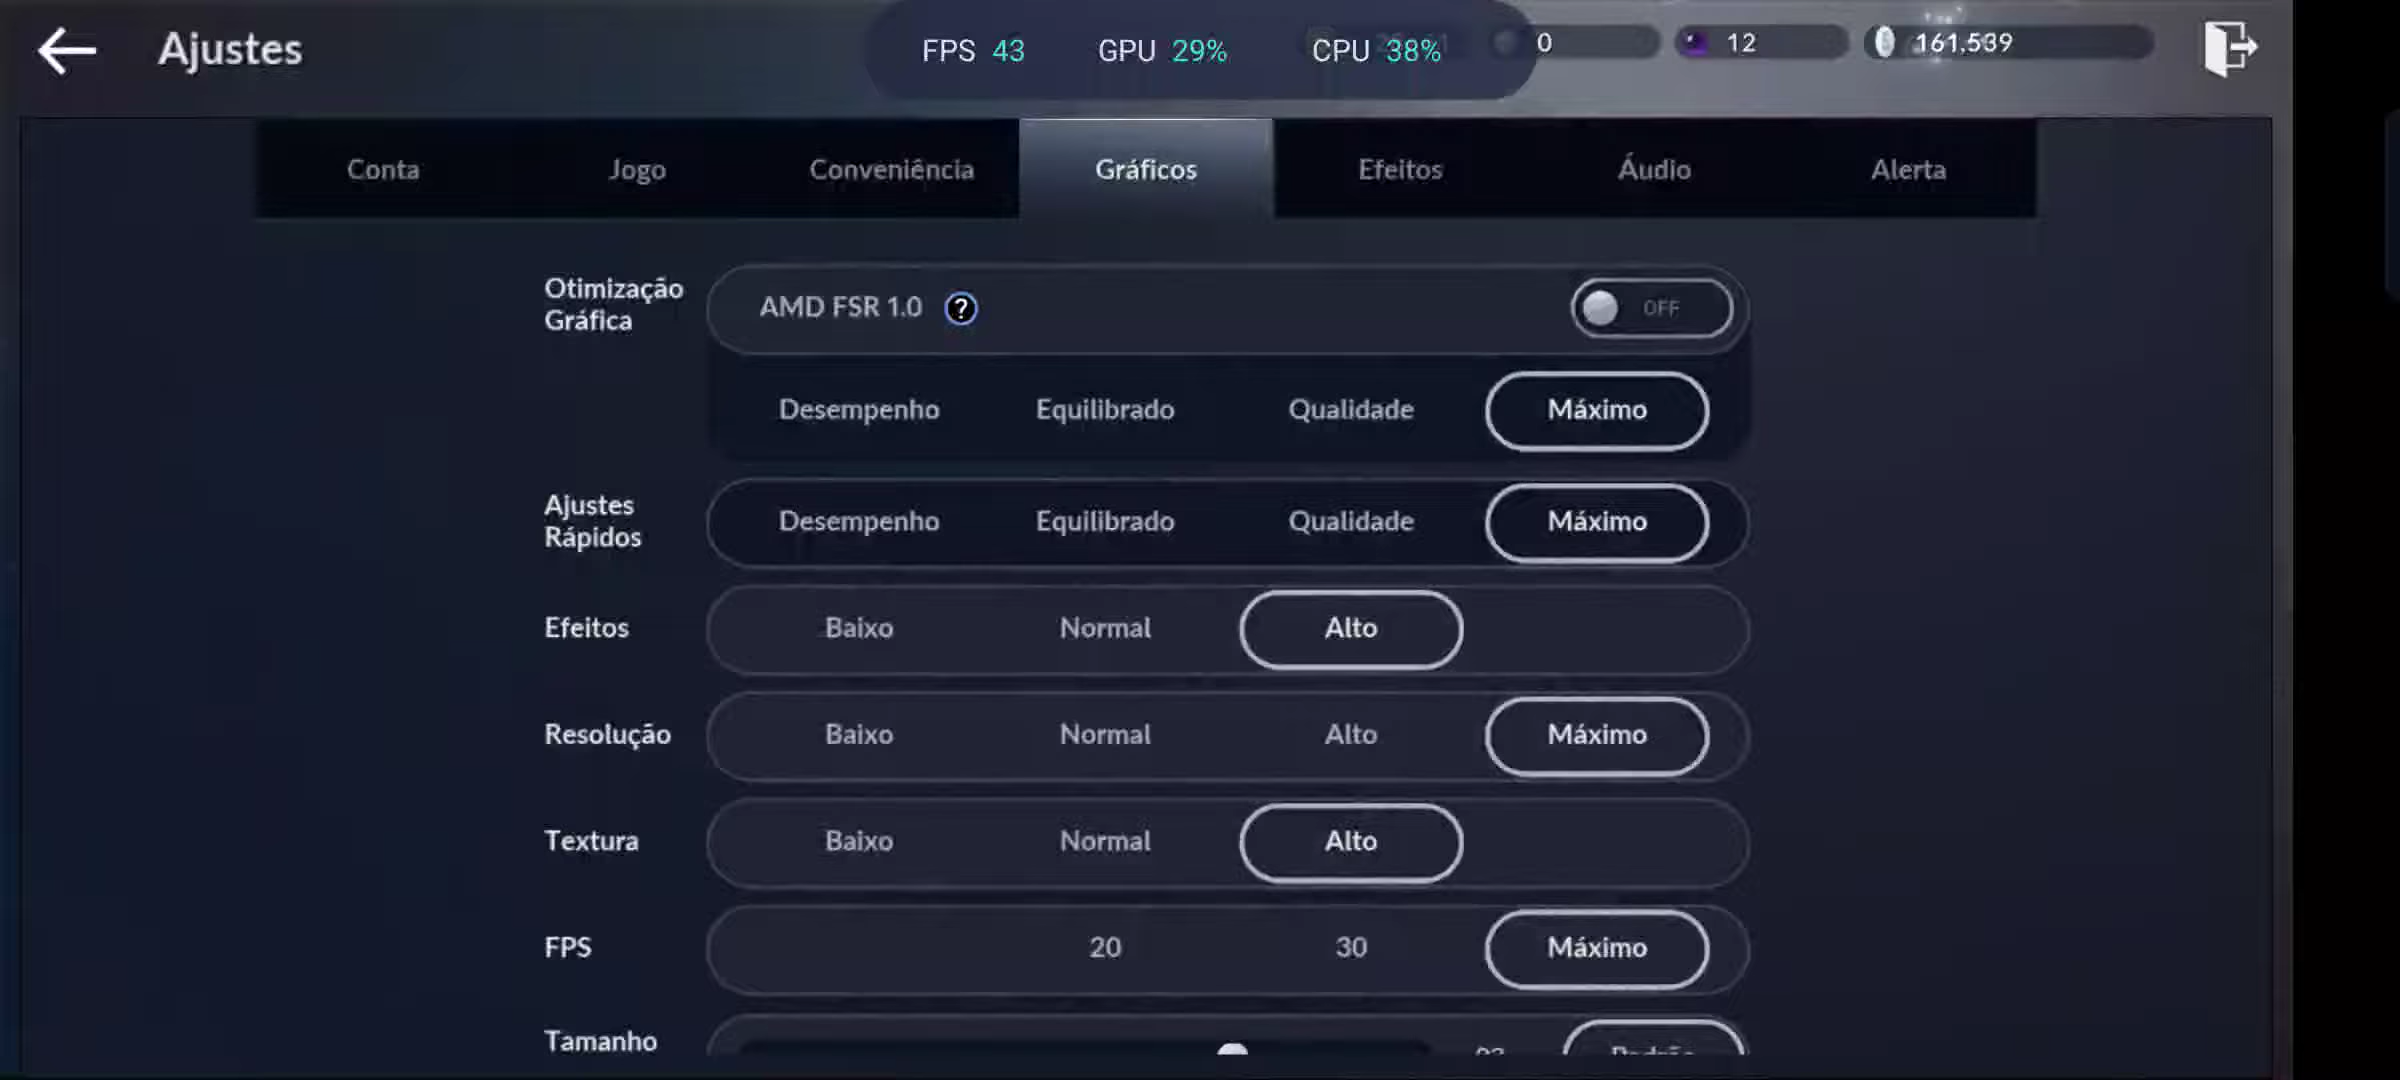 Ajustes
FPS 43 GPU 29% CPU 38% 0 12 161,539
Conta Jogo Conveniência Gráficos Efeitos Áudio Alerta
Otimização Gráfica
AMD FSR 1.0 ? OFF
Desempenho Equilibrado Qualidade Máximo
Ajustes Rápidos
Desempenho Equilibrado Qualidade Máximo
Efeitos Baixo Normal Alto
Resolução Baixo Normal Alto Máximo
Textura Baixo Normal Alto
FPS 20 30 Máximo
Tamanho Padrão